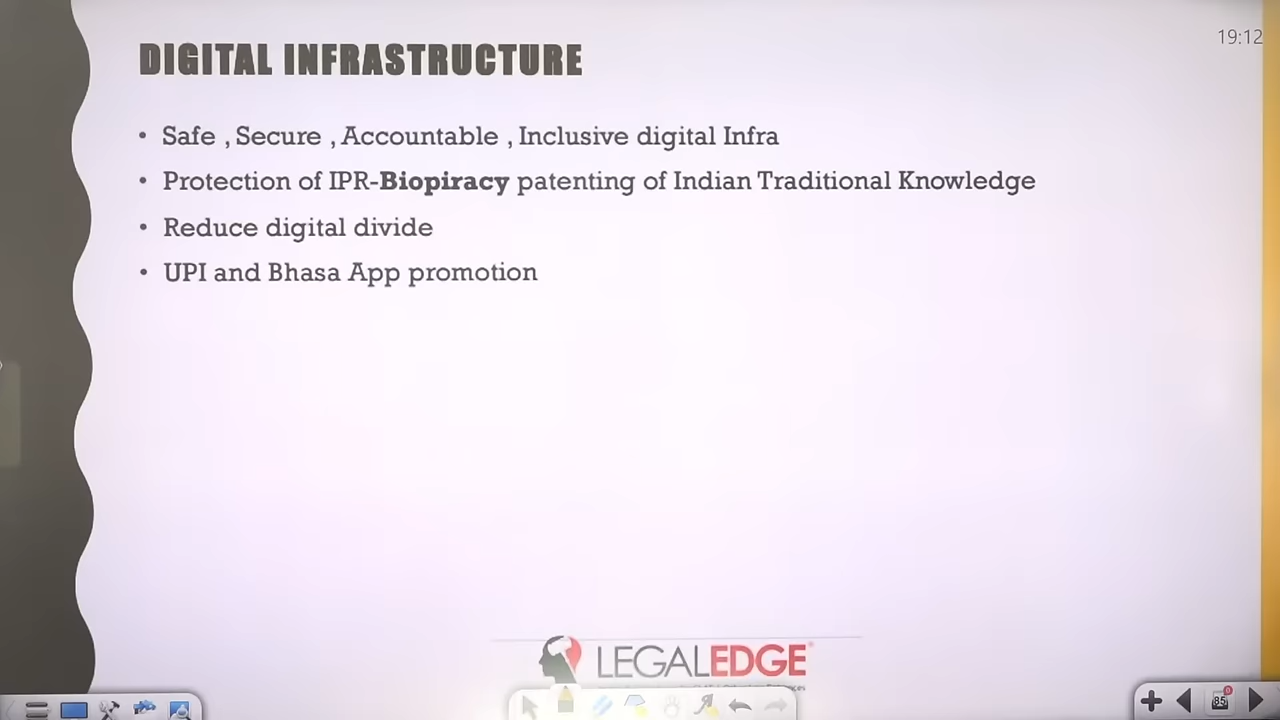 19:12
DIGITAL INFRASTRUCTURE
• Safe , Secure , Accountable , Inclusive digital Infra
• Protection of IPR-Biopiracy patenting of Indian Traditional Knowledge
• Reduce digital divide
• UPI and Bhasa App promotion
LEGALEDGE
85